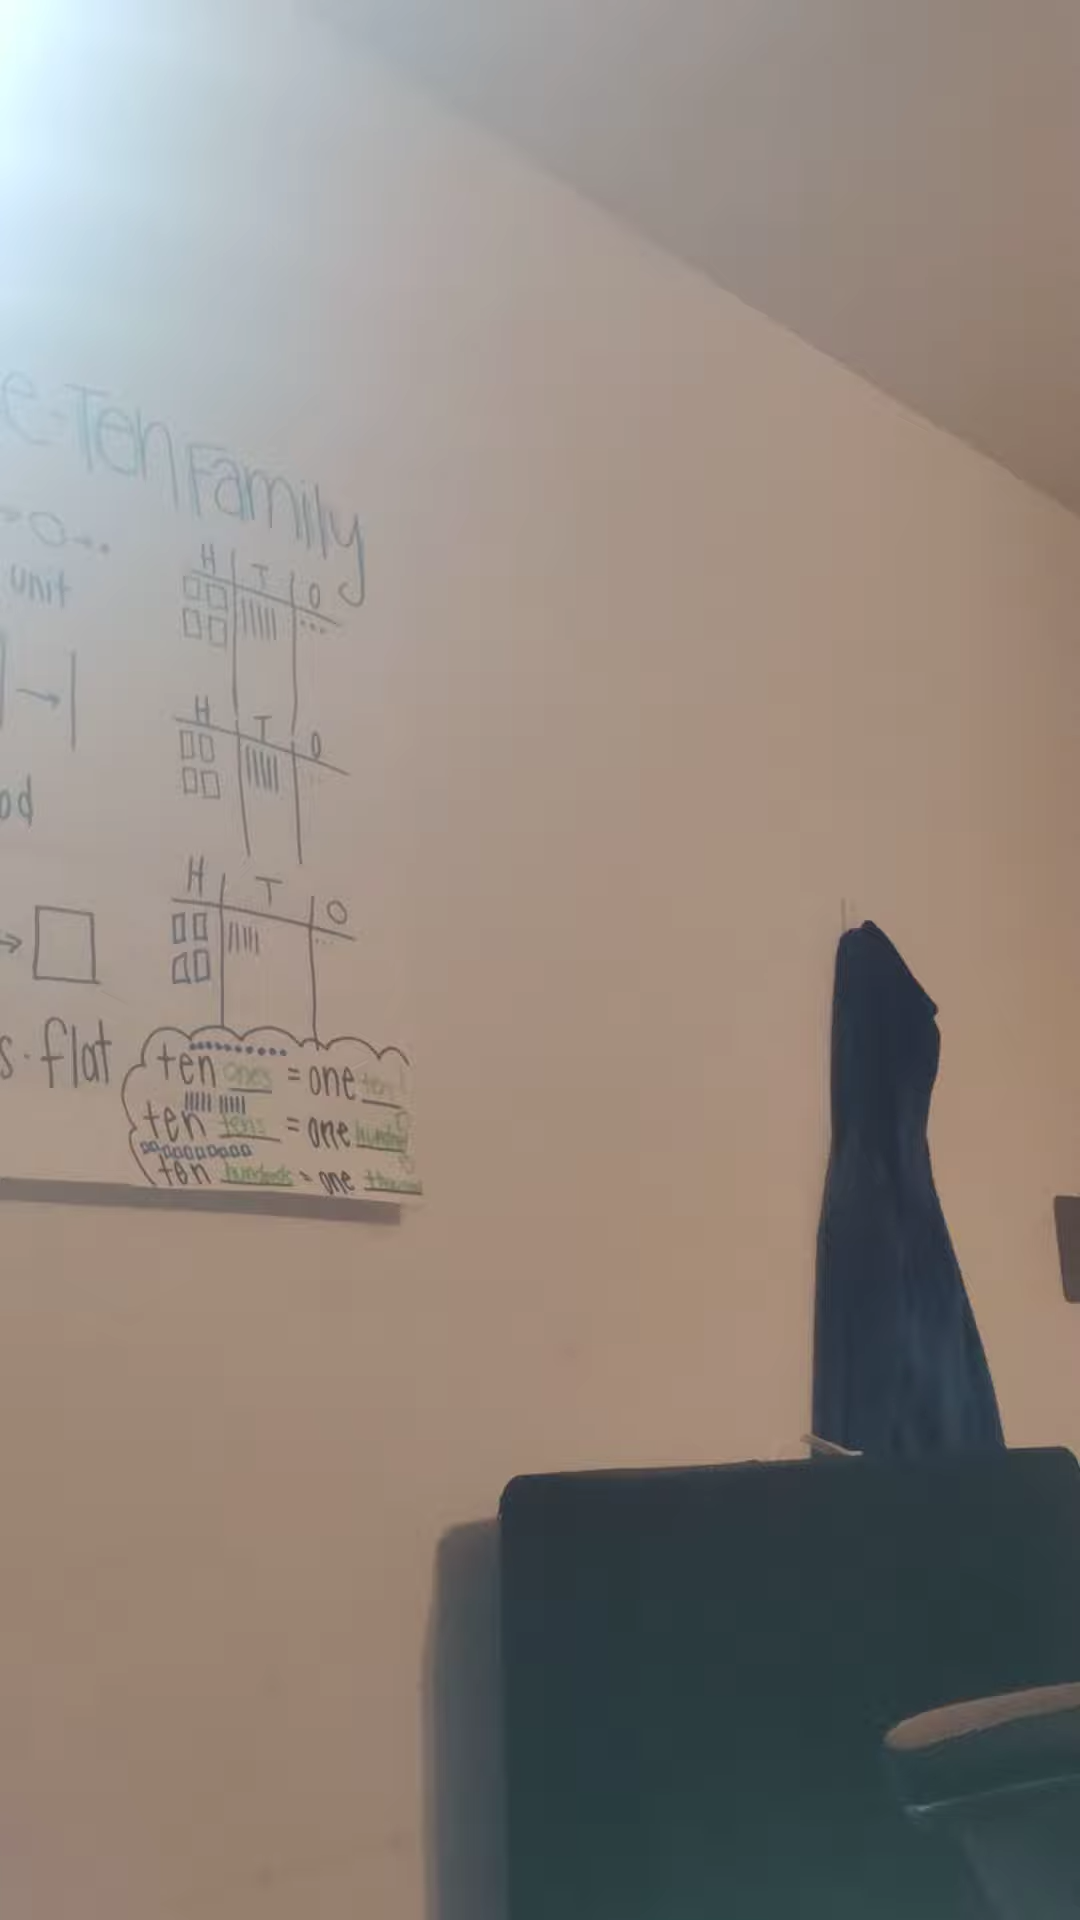 e-Ten Family
unit
H T O
H T O
od
H T O
s. flat
ten ones = one ten
ten tens = one hundred
ten hundreds = one